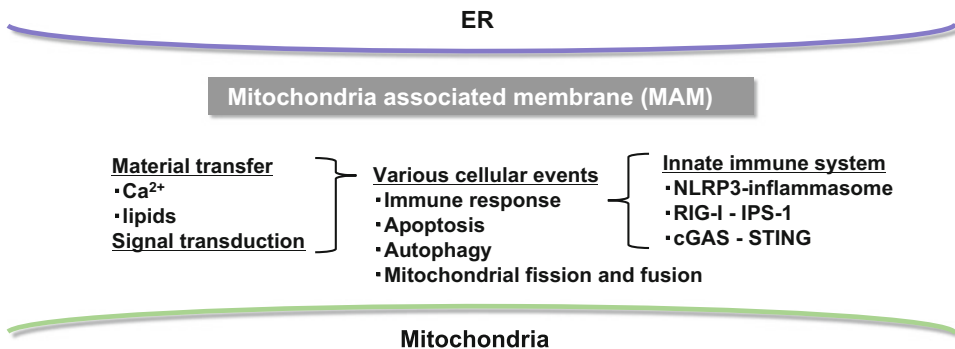 ER
Mitochondria associated membrane (MAM)
Material transfer
・Ca²⁺
・lipids
Signal transduction
Various cellular events
・Immune response
・Apoptosis
・Autophagy
・Mitochondrial fission and fusion
Innate immune system
・NLRP3-inflammasome
・RIG-I - IPS-1
・cGAS - STING
Mitochondria